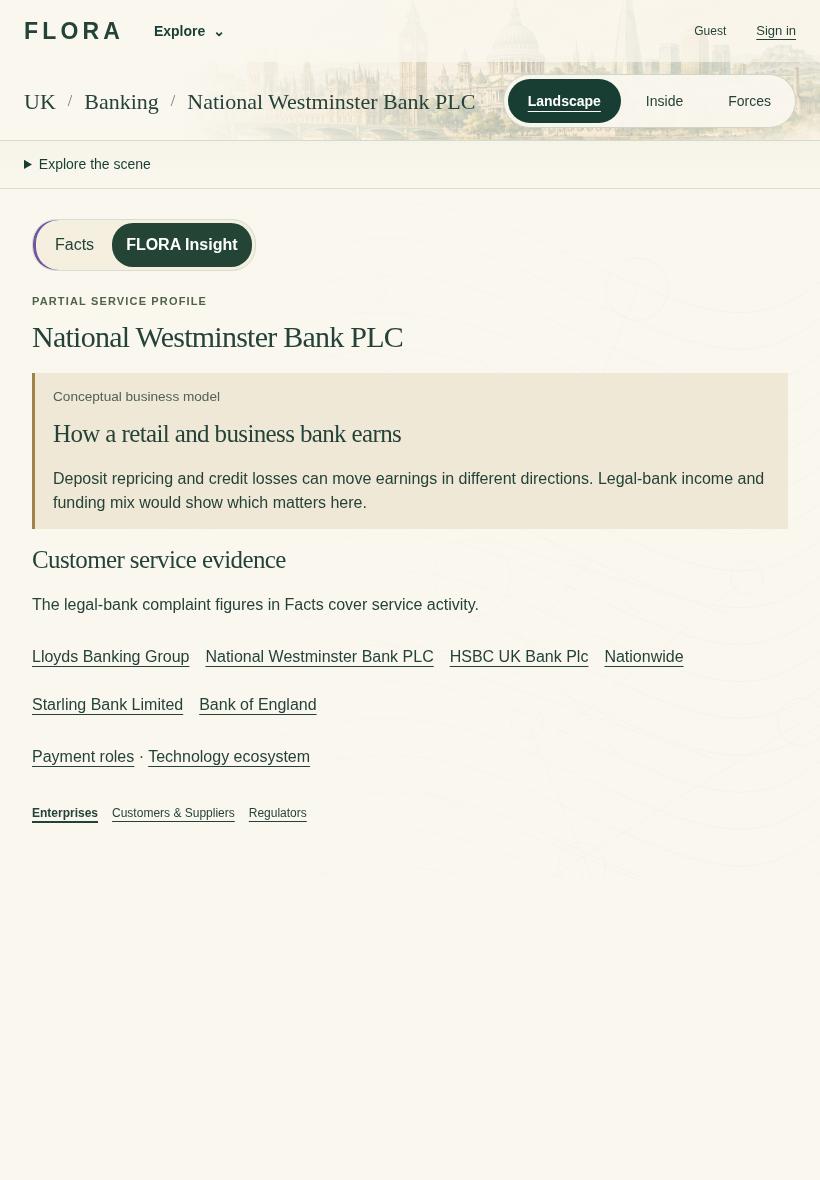 FLORA
Explore
Guest
Sign in
UK / Banking / National Westminster Bank PLC
Landscape
Inside
Forces
Explore the scene
Facts
FLORA Insight
PARTIAL SERVICE PROFILE
National Westminster Bank PLC
Conceptual business model
How a retail and business bank earns
Deposit repricing and credit losses can move earnings in different directions. Legal-bank income and
funding mix would show which matters here.
Customer service evidence
The legal-bank complaint figures in Facts cover service activity.
Lloyds Banking Group National Westminster Bank PLC HSBC UK Bank Plc Nationwide
Starling Bank Limited Bank of England
Payment roles · Technology ecosystem
Enterprises Customers & Suppliers Regulators